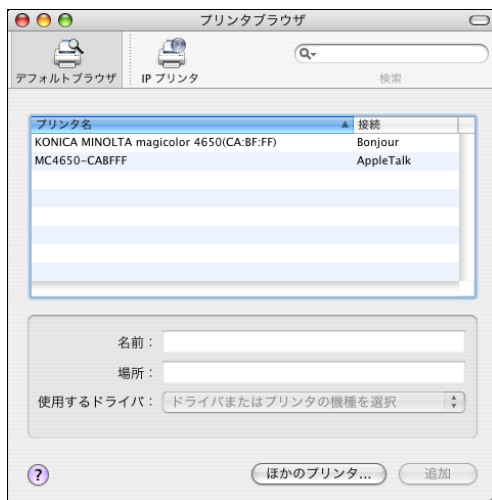 プリンタブラウザ
デフォルトブラウザ
IP プリンタ
検索
プリンタ名 接続
KONICA MINOLTA magicolor 4650(CA:BF:FF) Bonjour
MC4650-CABFFF AppleTalk
名前：
場所：
使用するドライバ： ドライバまたはプリンタの機種を選択
? ほかのプリンタ... 追加